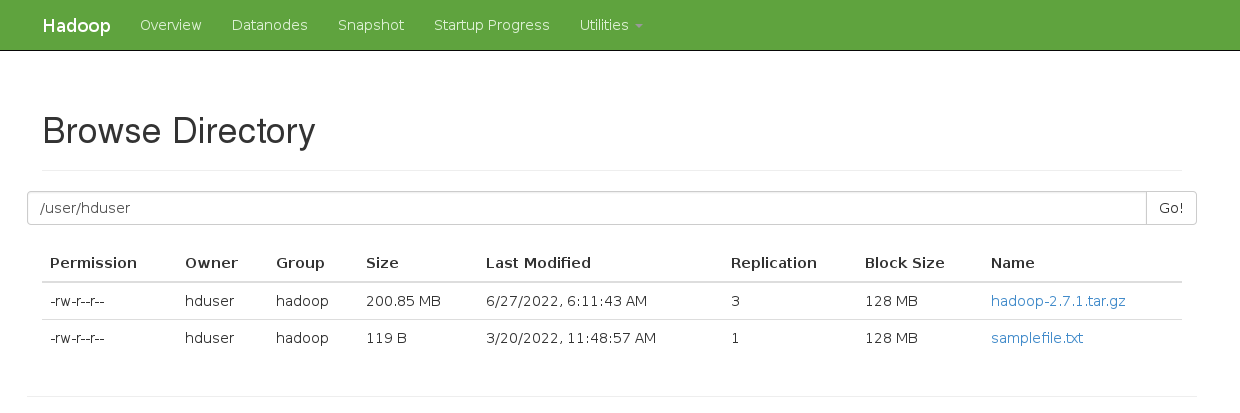 Hadoop Overview Datanodes Snapshot Startup Progress Utilities
Browse Directory
/user/hduser Go!
Permission Owner Group Size Last Modified Replication Block Size Name
-rw-r--r-- hduser hadoop 200.85 MB 6/27/2022, 6:11:43 AM 3 128 MB hadoop-2.7.1.tar.gz
-rw-r--r-- hduser hadoop 119 B 3/20/2022, 11:48:57 AM 1 128 MB samplefile.txt